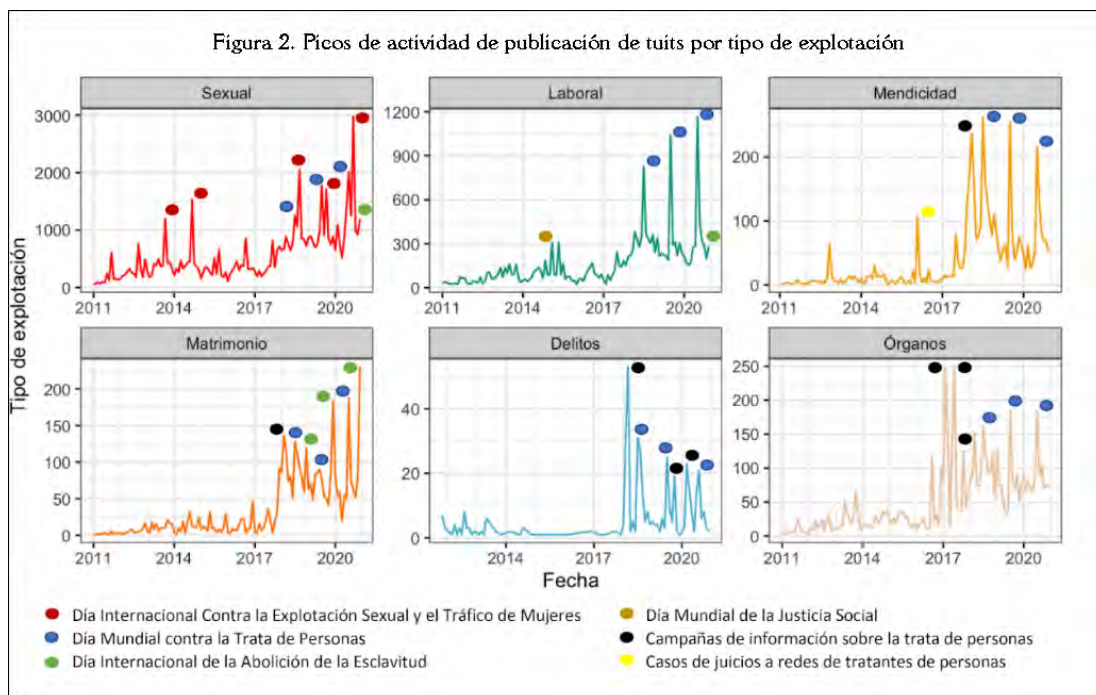 Figura 2. Picos de actividad de publicación de tuits por tipo de explotación
Sexual
Laboral
Mendicidad
3000
2000
1000
0
1200
900
600
300
0
200
100
0
2011 2014 2017 2020
2011 2014 2017 2020
2011 2014 2017 2020
Tipo de explotación
Matrimonio
Delitos
Órganos
200
150
100
50
0
40
20
0
250
200
150
100
50
0
2011 2014 2017 2020
2014 2017 2020
2011 2014 2017 2020
Fecha
Día Internacional Contra la Explotación Sexual y el Tráfico de Mujeres
Día Mundial contra la Trata de Personas
Día Internacional de la Abolición de la Esclavitud
Día Mundial de la Justicia Social
Campañas de información sobre la trata de personas
Casos de juicios a redes de tratantes de personas